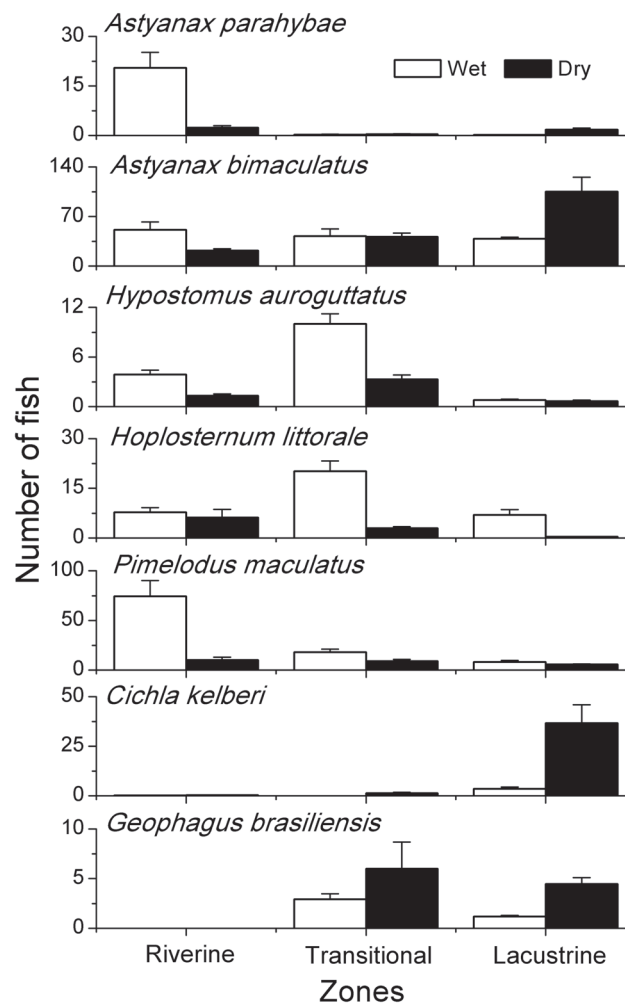 Astyanax parahybae
30
15
0
Wet Dry
Astyanax bimaculatus
140
70
0
Hypostomus auroguttatus
12
6
0
Hoplosternum littorale
30
15
0
Pimelodus maculatus
100
50
0
Cichla kelberi
50
25
0
Geophagus brasiliensis
10
5
0
Number of fish
Riverine Transitional Lacustrine
Zones